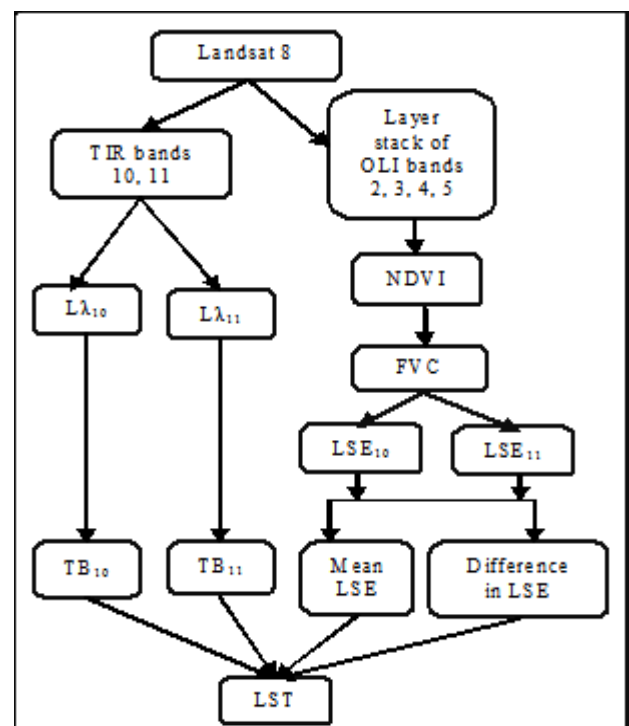 Landsat 8
TIR bands
10, 11
Layer
stack of
OLI bands
2, 3, 4, 5
NDVI
Lλ₁₀
Lλ₁₁
FVC
LSE₁₀
LSE₁₁
TB₁₀
TB₁₁
Mean
LSE
Difference
in LSE
LST